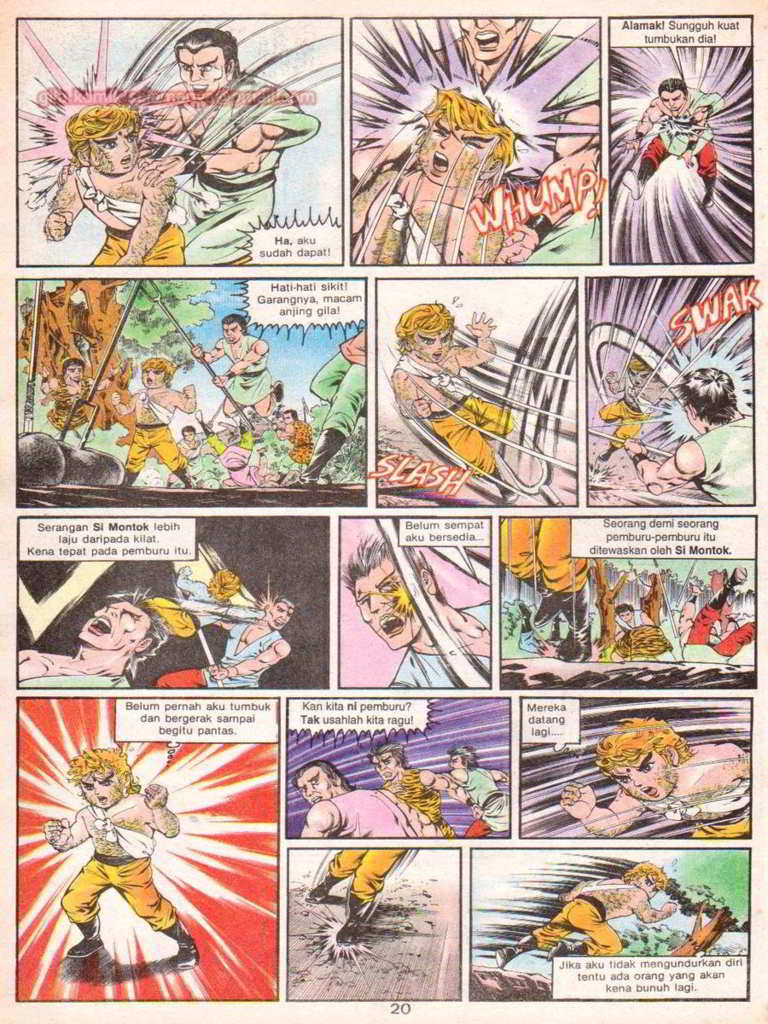 Ha, aku
sudah dapat!
WHUMP!
Alamak! Sungguh kuat
tumbukan dia!
Hati-hati sikit!
Garangnya, macam
anjing gila!
SLASH
SWAK
Serangan Si Montok lebih
laju daripada kilat.
Kena tepat pada pemburu itu.
Belum sempat
aku bersedia...
Seorang demi seorang
pemburu-pemburu itu
ditewaskan oleh Si Montok.
Belum pernah aku tumbuk
dan bergerak sampai
begitu pantas.
Kan kita ni pemburu?
Tak usahlah kita ragu!
Mereka
datang
lagi....
Jika aku tidak mengundurkan diri
tentu ada orang yang akan
kena bunuh lagi.
20